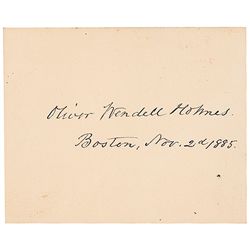 Oliver Wendell Holmes.
Boston, Nov. 2d 1885.